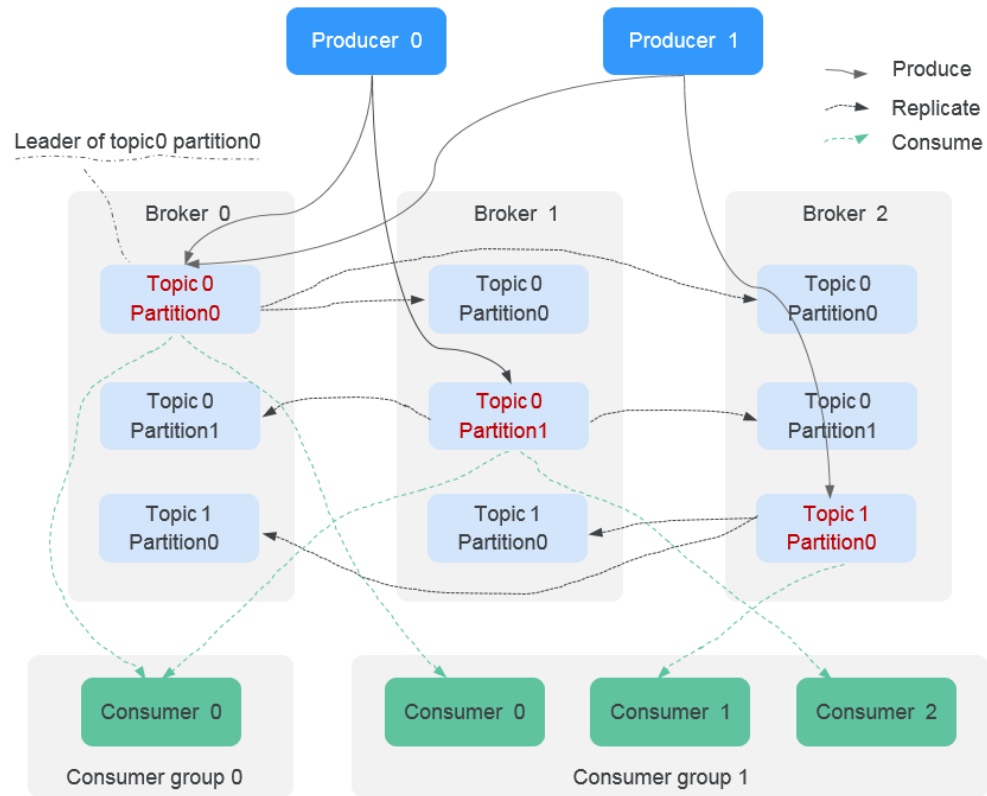 Producer 0
Producer 1
Produce
Replicate
Consume
Leader of topic0 partition0
Broker 0
Broker 1
Broker 2
Topic 0
Partition0
Topic 0
Partition0
Topic 0
Partition0
Topic 0
Partition1
Topic 0
Partition1
Topic 0
Partition1
Topic 1
Partition0
Topic 1
Partition0
Topic 1
Partition0
Consumer 0
Consumer 0
Consumer 1
Consumer 2
Consumer group 0
Consumer group 1